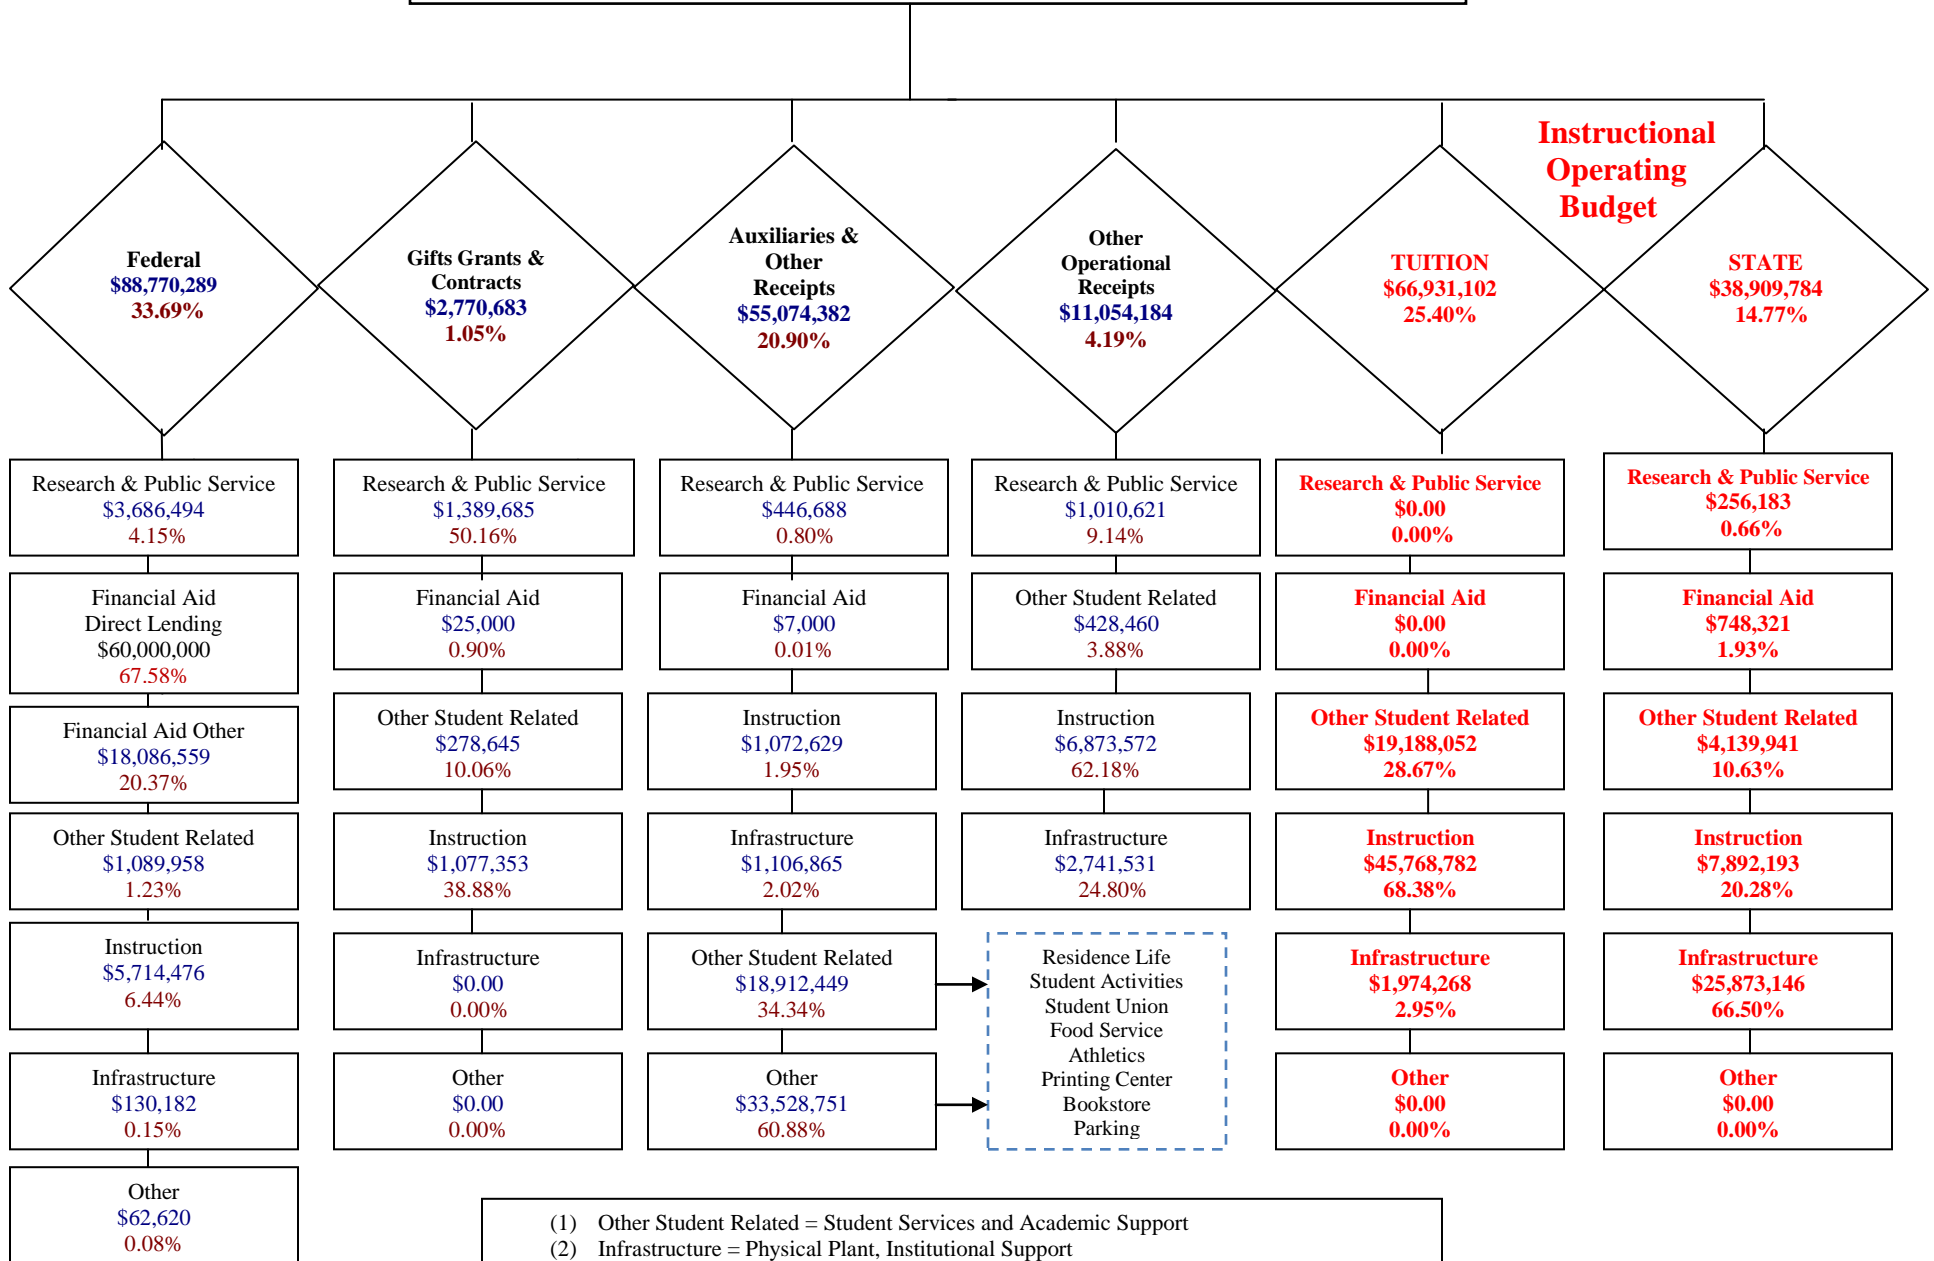 Instructional
Operating
Budget
Federal
$88,770,289
33.69%
Gifts Grants &
Contracts
$2,770,683
1.05%
Auxiliaries &
Other
Receipts
$55,074,382
20.90%
Other
Operational
Receipts
$11,054,184
4.19%
TUITION
$66,931,102
25.40%
STATE
$38,909,784
14.77%
Research & Public Service
$3,686,494
4.15%
Financial Aid
Direct Lending
$60,000,000
67.58%
Financial Aid Other
$18,086,559
20.37%
Other Student Related
$1,089,958
1.23%
Instruction
$5,714,476
6.44%
Infrastructure
$130,182
0.15%
Other
$62,620
0.08%
Research & Public Service
$1,389,685
50.16%
Financial Aid
$25,000
0.90%
Other Student Related
$278,645
10.06%
Instruction
$1,077,353
38.88%
Infrastructure
$0.00
0.00%
Other
$0.00
0.00%
Research & Public Service
$446,688
0.80%
Financial Aid
$7,000
0.01%
Instruction
$1,072,629
1.95%
Infrastructure
$1,106,865
2.02%
Other Student Related
$18,912,449
34.34%
Other
$33,528,751
60.88%
Research & Public Service
$1,010,621
9.14%
Other Student Related
$428,460
3.88%
Instruction
$6,873,572
62.18%
Infrastructure
$2,741,531
24.80%
Residence Life
Student Activities
Student Union
Food Service
Athletics
Printing Center
Bookstore
Parking
Research & Public Service
$0.00
0.00%
Financial Aid
$0.00
0.00%
Other Student Related
$19,188,052
28.67%
Instruction
$45,768,782
68.38%
Infrastructure
$1,974,268
2.95%
Other
$0.00
0.00%
Research & Public Service
$256,183
0.66%
Financial Aid
$748,321
1.93%
Other Student Related
$4,139,941
10.63%
Instruction
$7,892,193
20.28%
Infrastructure
$25,873,146
66.50%
Other
$0.00
0.00%
(1) Other Student Related = Student Services and Academic Support
(2) Infrastructure = Physical Plant, Institutional Support